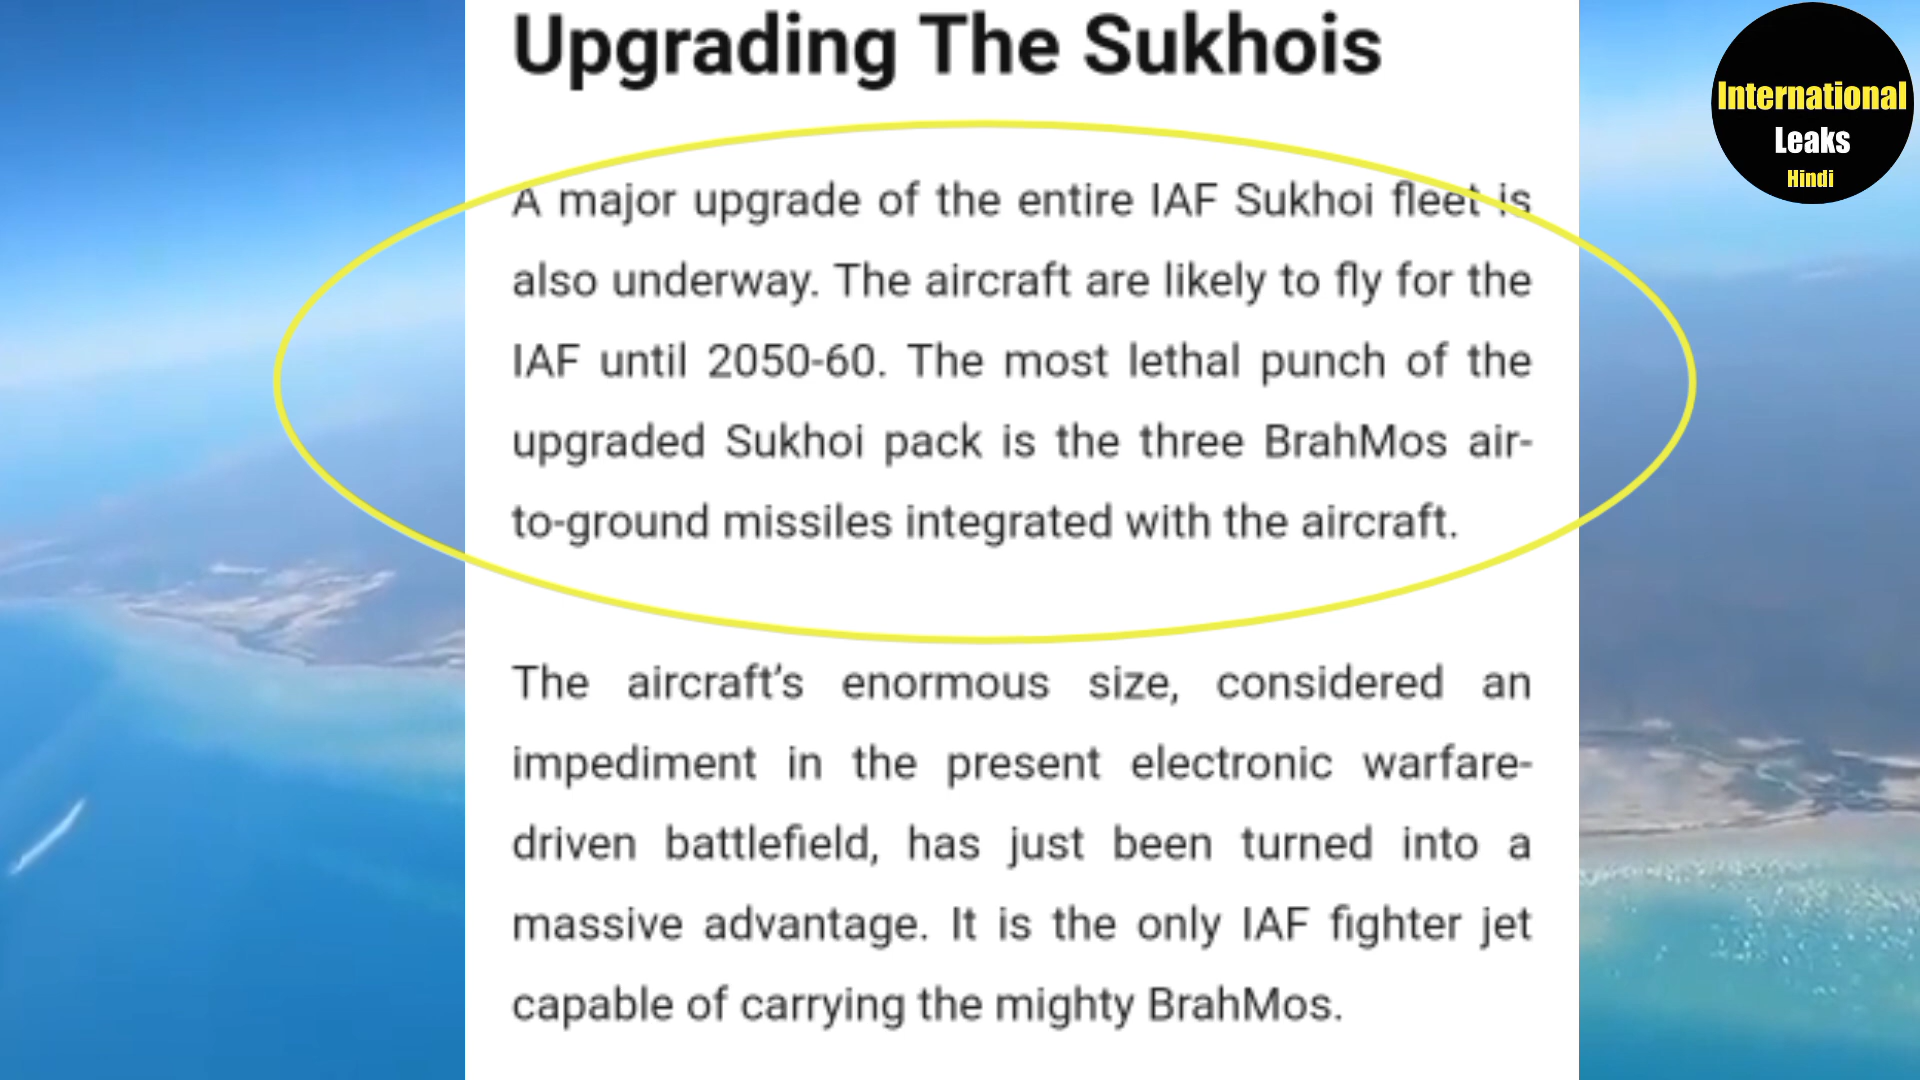 Upgrading The Sukhois
International
Leaks
Hindi
A major upgrade of the entire IAF Sukhoi fleet is
also underway. The aircraft are likely to fly for the
IAF until 2050-60. The most lethal punch of the
upgraded Sukhoi pack is the three BrahMos air-
to-ground missiles integrated with the aircraft.
The aircraft's enormous size, considered an
impediment in the present electronic warfare-
driven battlefield, has just been turned into a
massive advantage. It is the only IAF fighter jet
capable of carrying the mighty BrahMos.